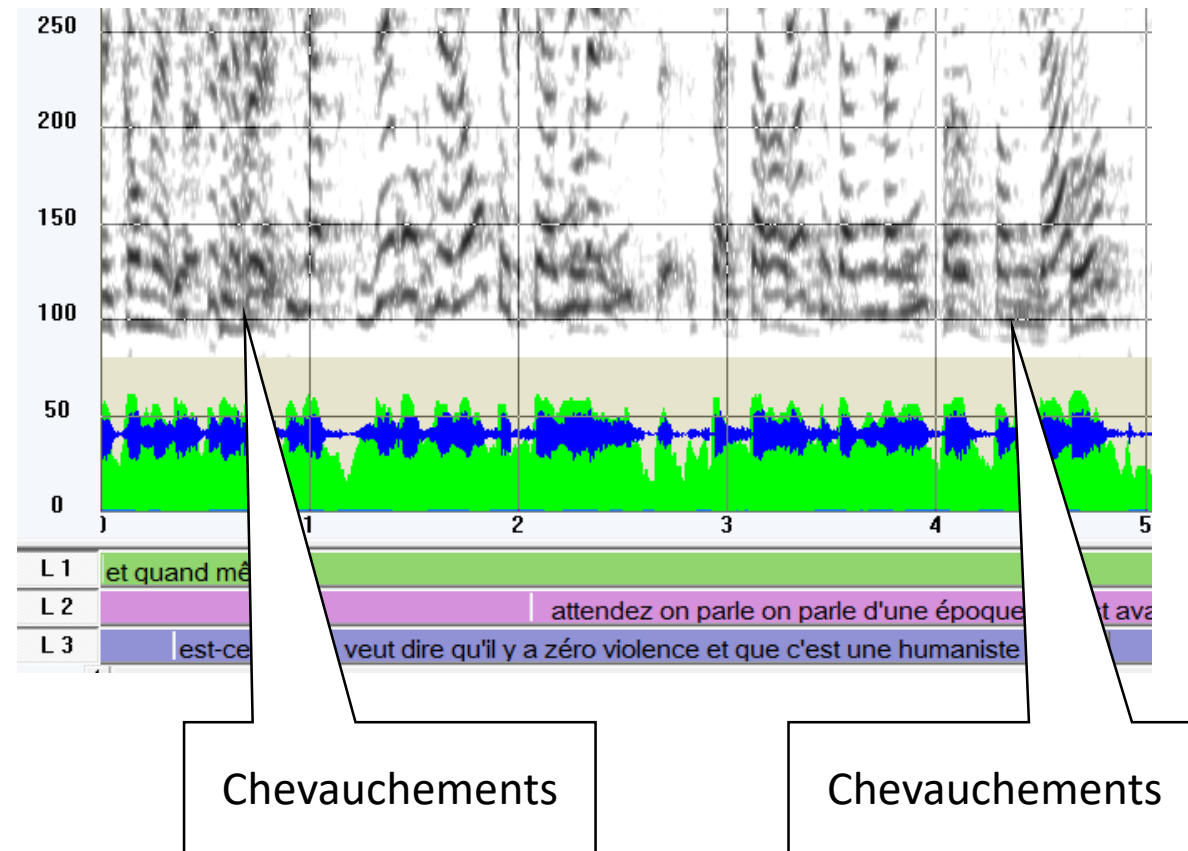 250
200
150
100
50
0
1
2
3
4
5
L 1 et quand mê
L 2 attendez on parle on parle d'une époque t ava
L 3 est-ce veut dire qu'il y a zéro violence et que c'est une humaniste
Chevauchements
Chevauchements